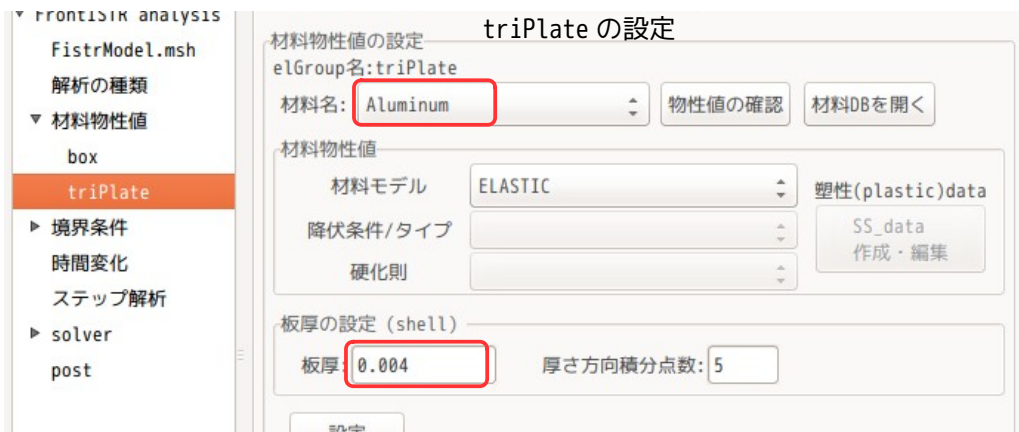 ▼ FrontISTR analysis
FistrModel.msh
解析の種類
▼ 材料物性値
box
triPlate
▶ 境界条件
時間変化
ステップ解析
▶ solver
post
triPlate の設定
材料物性値の設定
elGroup名:triPlate
材料名: Aluminum 物性値の確認 材料DBを開く
材料物性値
材料モデル ELASTIC 塑性(plastic)data
降伏条件/タイプ SS_data
作成・編集
硬化則
板厚の設定 (shell)
板厚: 0.004 厚さ方向積分点数: 5
設定